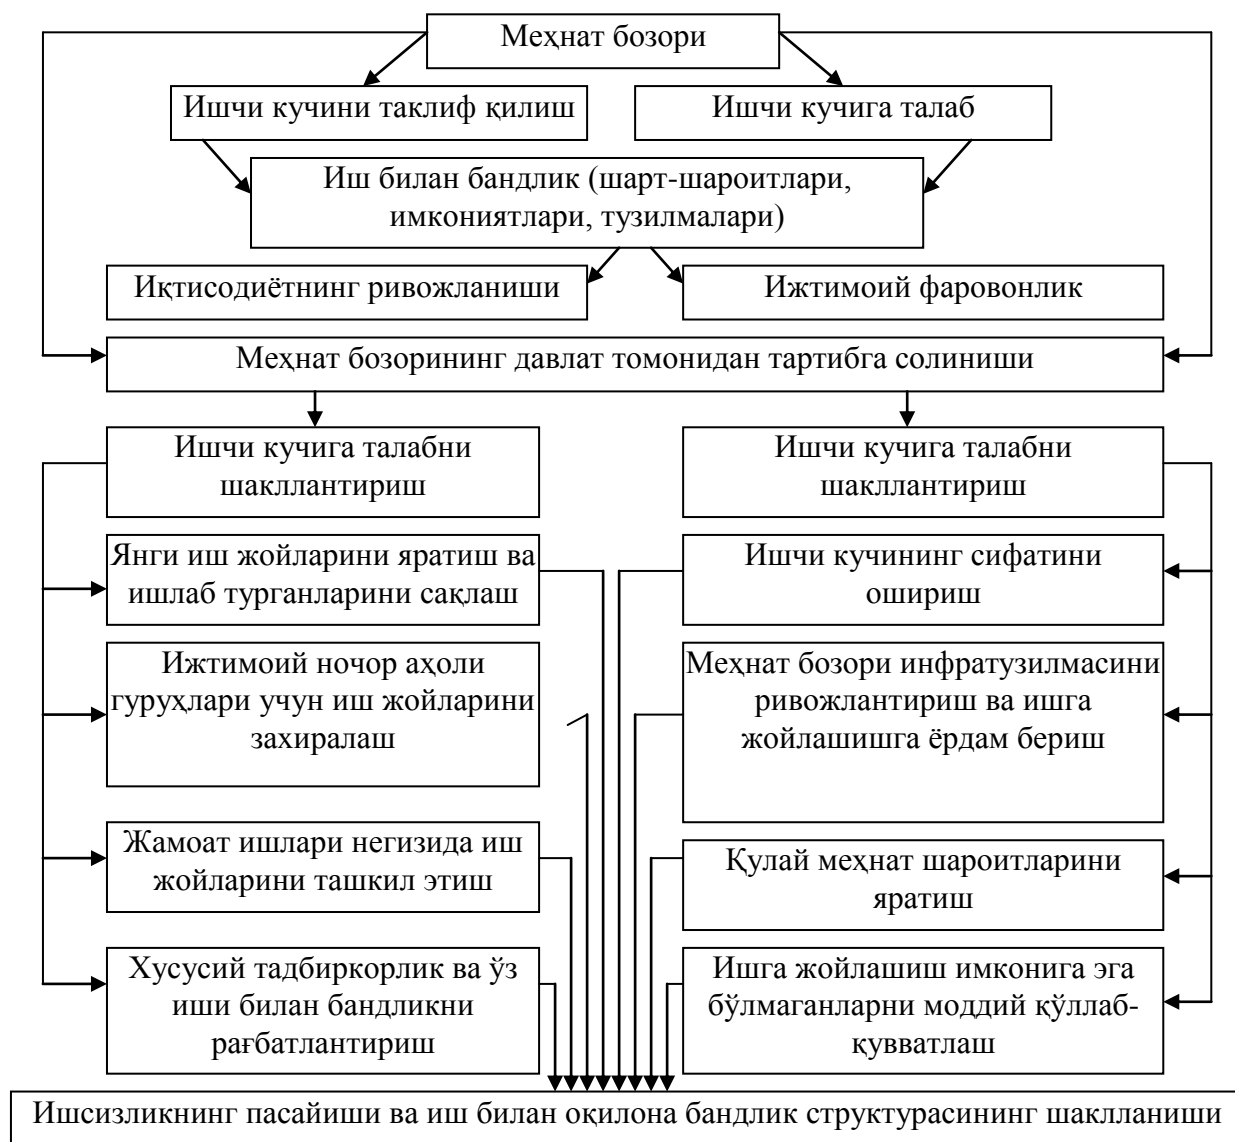 Меҳнат бозори
Ишчи кучини таклиф қилиш
Ишчи кучига талаб
Иш билан бандлик (шарт-шароитлари,
имкониятлари, тузилмалари)
Иқтисодиётнинг ривожланиши
Ижтимоий фаровонлик
Меҳнат бозорининг давлат томонидан тартибга солиниши
Ишчи кучига талабни
шакллантириш
Ишчи кучига талабни
шакллантириш
Янги иш жойларини яратиш ва
ишлаб турганларини сақлаш
Ишчи кучининг сифатини
ошириш
Ижтимоий ночор аҳоли
гуруҳлари учун иш жойларини
захиралаш
Меҳнат бозори инфратузилмасини
ривожлантириш ва ишга
жойлашишга ёрдам бериш
Жамоат ишлари негизида иш
жойларини ташкил этиш
Қулай меҳнат шароитларини
яратиш
Хусусий тадбиркорлик ва ўз
иши билан бандликни
рағбатлантириш
Ишга жойлашиш имконига эга
бўлмаганларни моддий қўллаб-
қувватлаш
Ишсизликнинг пасайиши ва иш билан оқилона бандлик структурасининг шаклланиши